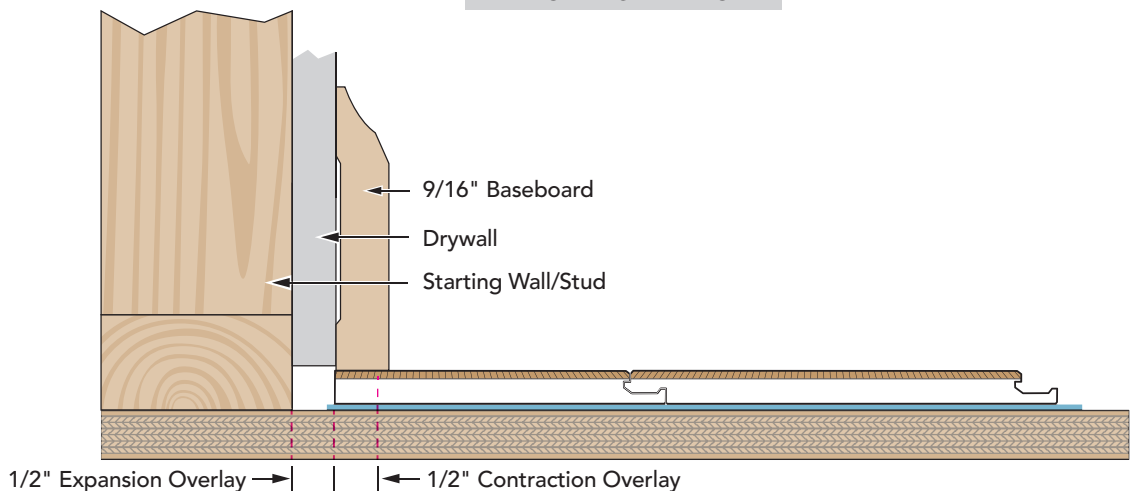 9/16" Baseboard
Drywall
Starting Wall/Stud
1/2" Expansion Overlay
1/2" Contraction Overlay